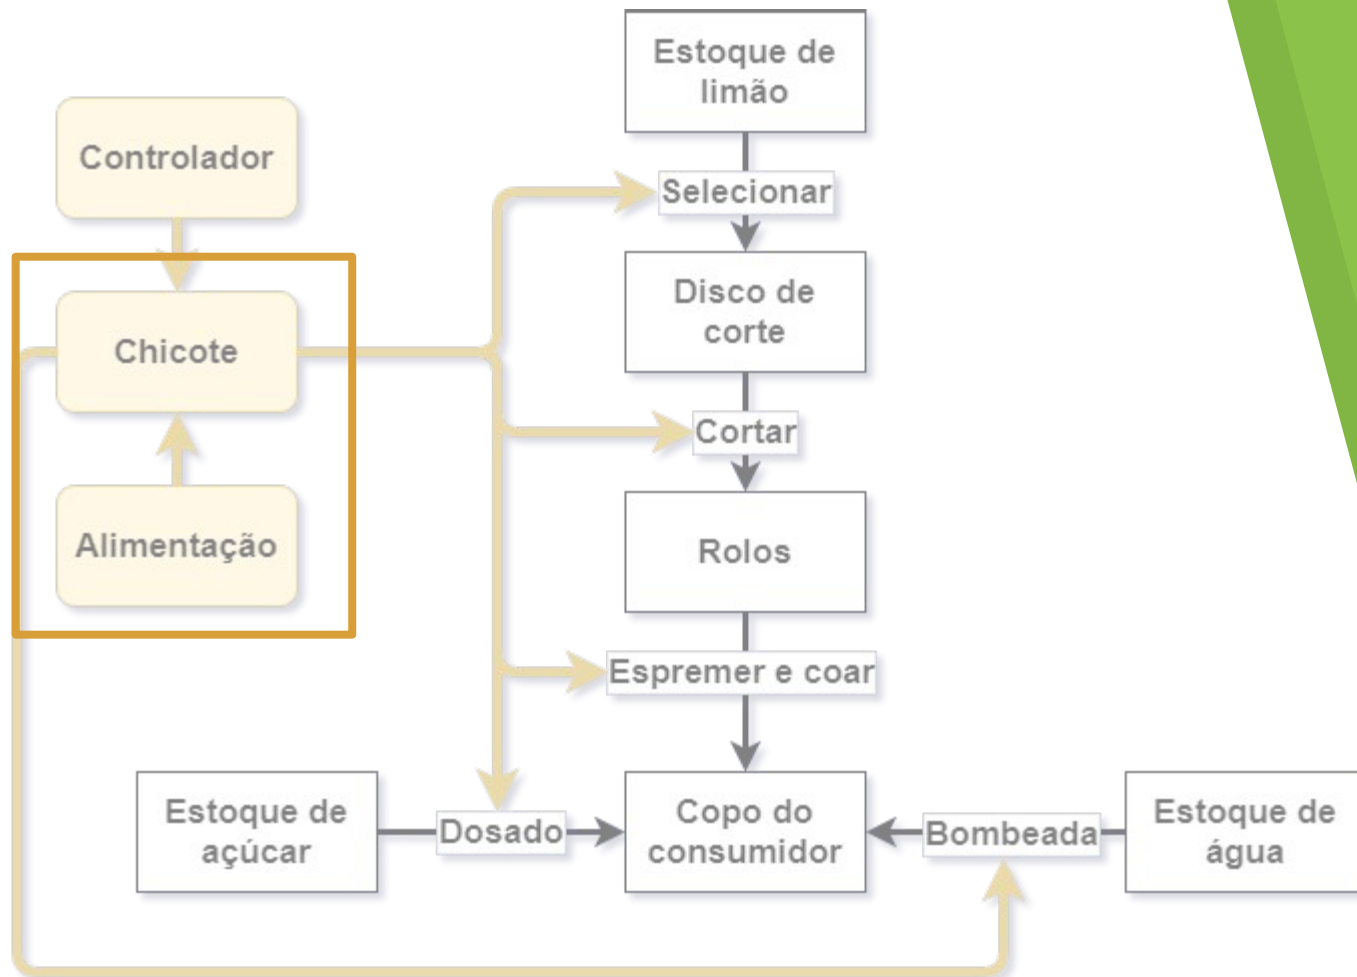 Estoque de
limão
Controlador
Selecionar
Disco de
corte
Chicote
Cortar
Alimentação
Rolos
Espremer e coar
Estoque de
açúcar
Dosado
Copo do
consumidor
Bombeada
Estoque de
água